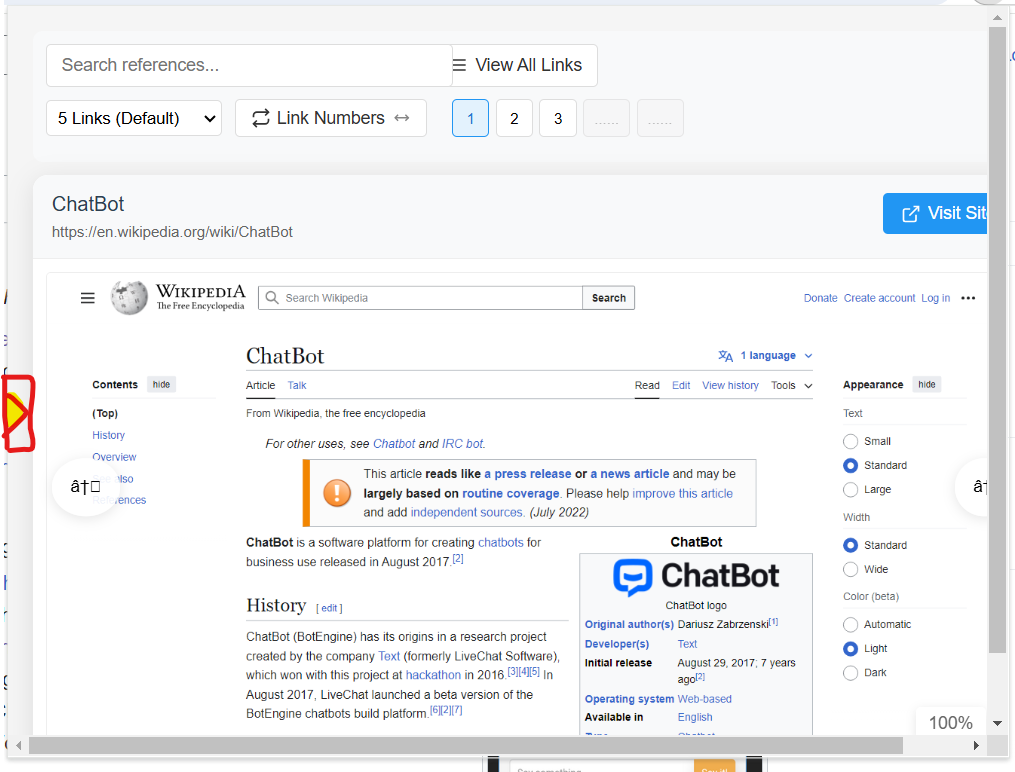 Search references...
View All Links
5 Links (Default)
Link Numbers ↔
1 2 3 ...... ......
ChatBot
https://en.wikipedia.org/wiki/ChatBot
Visit Sit
WIKIPEDIA
The Free Encyclopedia
Search Wikipedia
Search
Donate Create account Log in
ChatBot
1 language
Contents hide
Article Talk
Read Edit View history Tools
Appearance hide
(Top)
From Wikipedia, the free encyclopedia
Text
History
For other uses, see Chatbot and IRC bot.
Small
Overview
Standard
This article reads like a press release or a news article and may be
largely based on routine coverage. Please help improve this article
and add independent sources. (July 2022)
â†
Large
Width
ChatBot is a software platform for creating chatbots for
business use released in August 2017.[2]
ChatBot
Standard
Wide
ChatBot
ChatBot logo
Color (beta)
History [ edit ]
Original author(s) Dariusz Zabrzenski[1]
Automatic
ChatBot (BotEngine) has its origins in a research project
created by the company Text (formerly LiveChat Software),
which won with this project at hackathon in 2016.[3][4][5] In
August 2017, LiveChat launched a beta version of the
BotEngine chatbots build platform.[6][2][7]
Developer(s) Text
Initial release August 29, 2017; 7 years
ago[2]
Light
Dark
Operating system Web-based
Available in English
100%